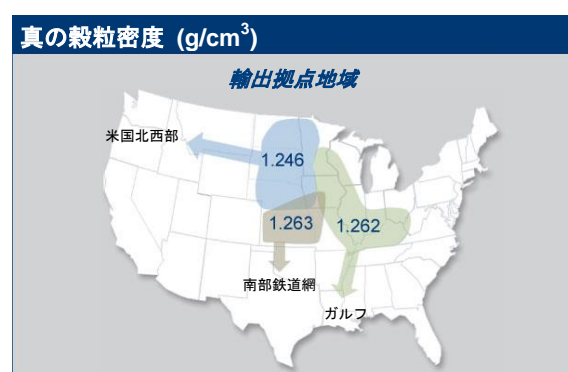 真の穀粒密度 (g/cm³)
輸出拠点地域
米国北西部
1.246
1.263
1.262
南部鉄道網
ガルフ